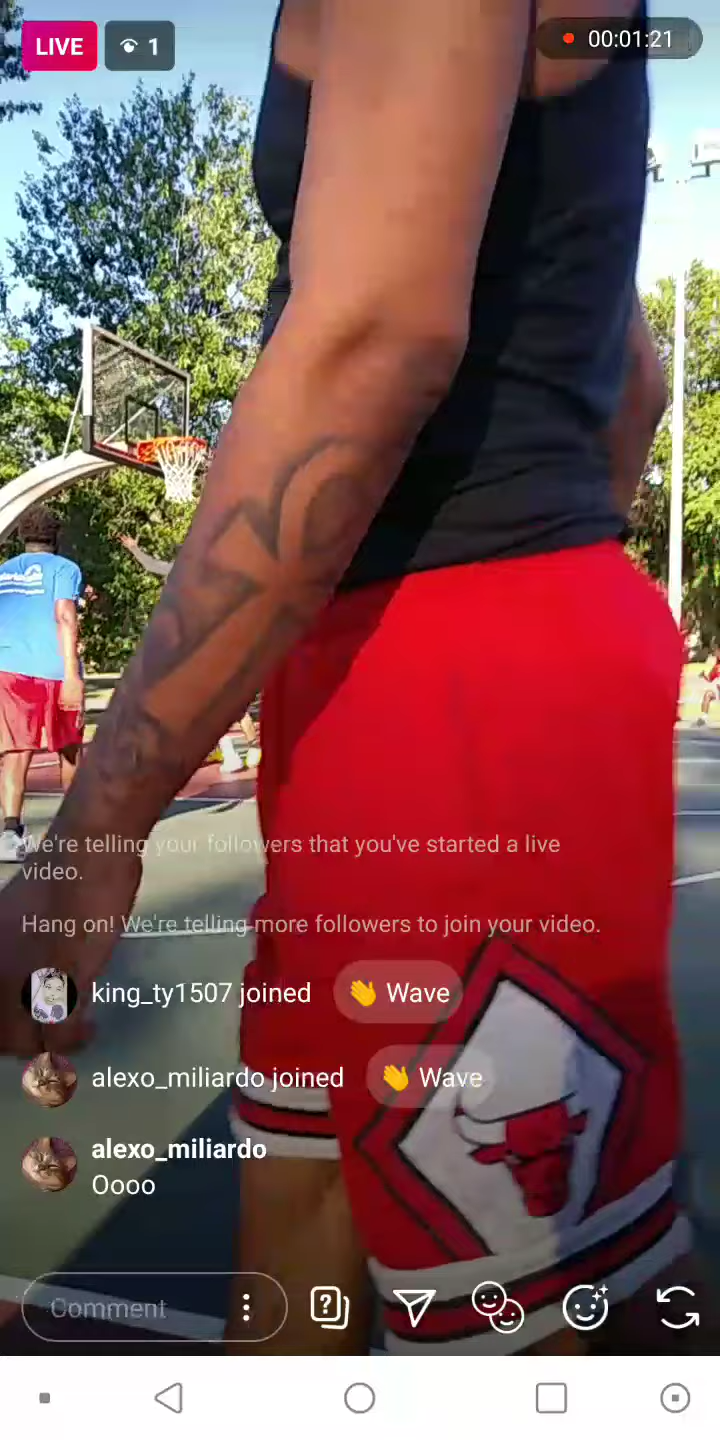 LIVE 1 00:01:21
We're telling your followers that you've started a live
video.
Hang on! We're telling more followers to join your video.
king_ty1507 joined 👋 Wave
alexo_miliardo joined 👋 Wave
alexo_miliardo
Oooo
Comment